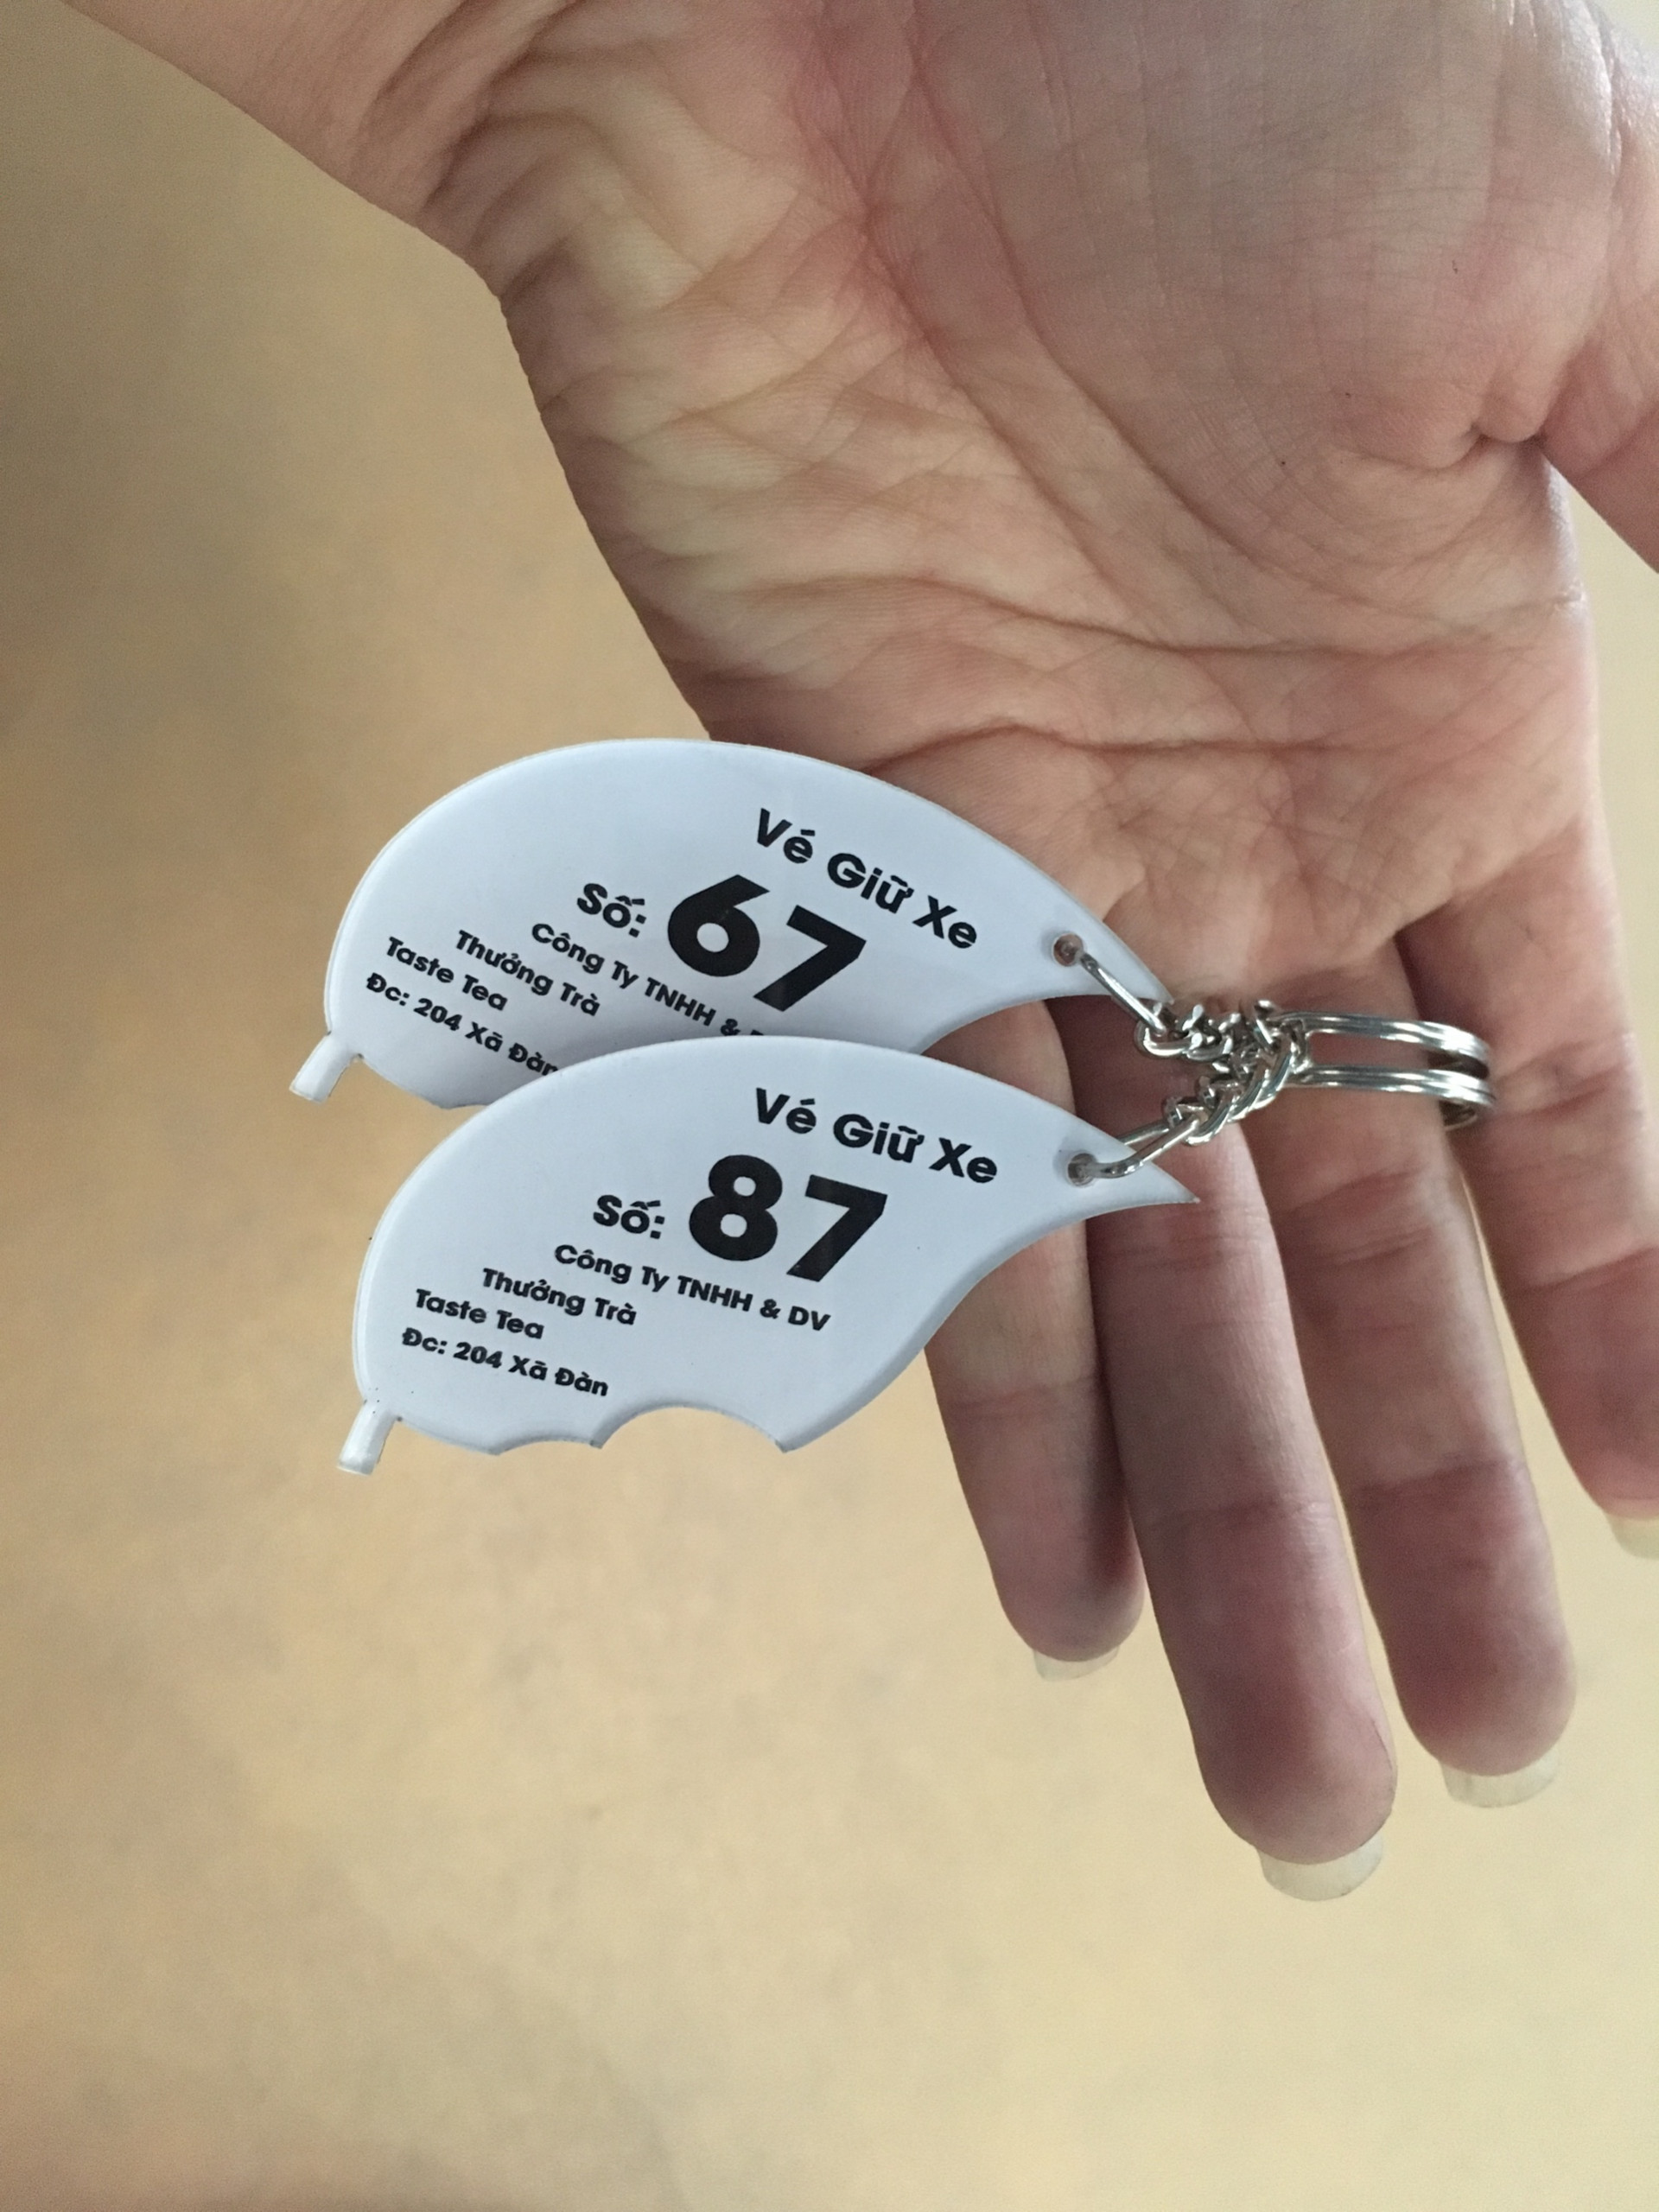 Vé Giữ Xe
Số: 67
Công Ty TNHH &
Thưởng Trà
Taste Tea
Đc: 204 Xã Đàn
Vé Giữ Xe
Số: 87
Công Ty TNHH & DV
Thưởng Trà
Taste Tea
Đc: 204 Xã Đàn